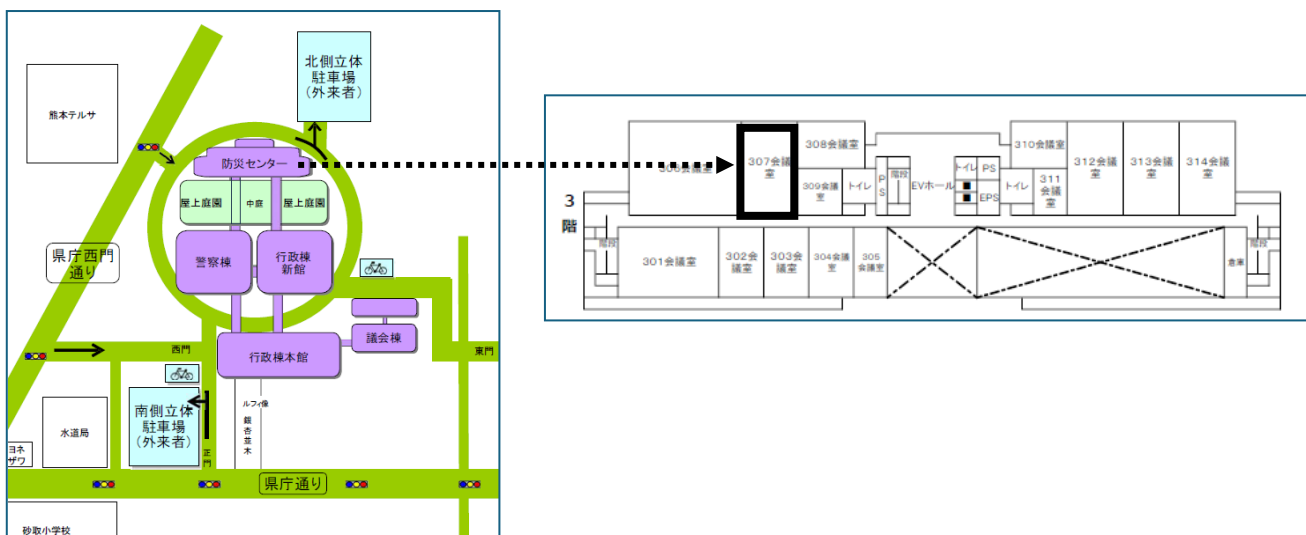 北側立体
駐車場
(外来者)
熊本テルサ
防災センター
屋上庭園
中庭
屋上庭園
県庁西門
通り
警察棟
行政棟
新館
議会棟
西門
行政棟本館
東門
南側立体
駐車場
(外来者)
ルフィ像
銀杏並木
水道局
ヨネ
ザワ
正門
県庁通り
砂取小学校
3
階
306会議室
307会議
室
308会議室
309会議
室
トイレ
PS
階段
EVホール
トイレ
PS
EPS
トイレ
310会議室
311
会議
室
312会議
室
313会議
室
314会議
室
階段
301会議室
302会
議室
303会
議室
304会議
室
305
会議室
倉庫
階段